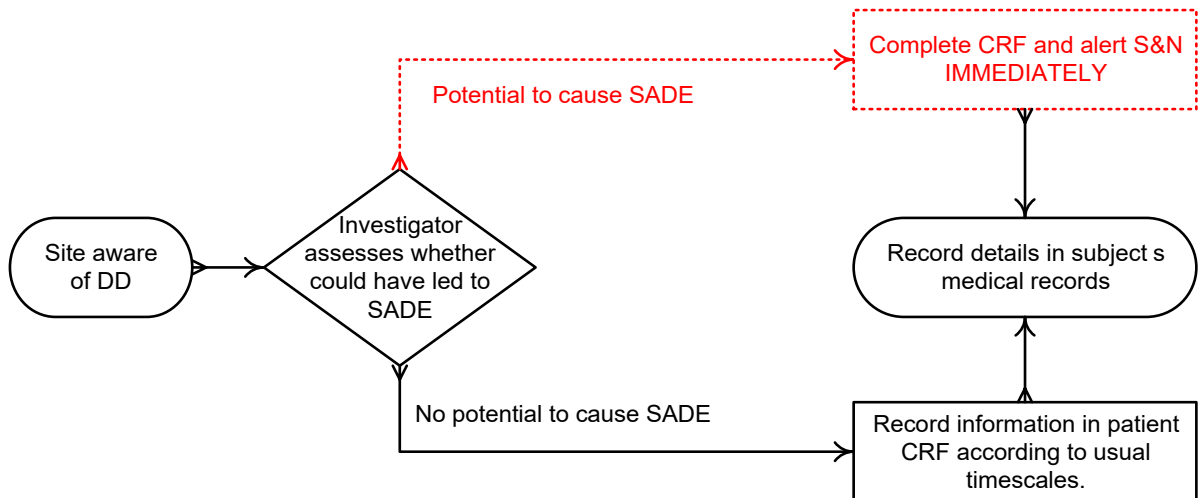 Complete CRF and alert S&N
IMMEDIATELY
Potential to cause SADE
Site aware
of DD
Investigator
assesses whether
could have led to
SADE
Record details in subject s
medical records
No potential to cause SADE
Record information in patient
CRF according to usual
timescales.